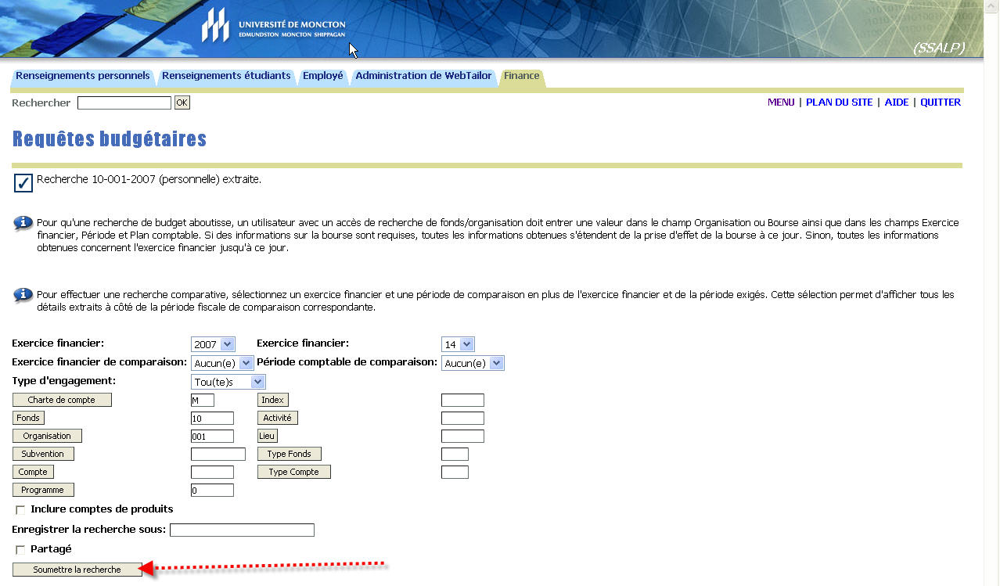 UNIVERSITÉ DE MONCTON
EDMUNDSTON MONCTON SHIPPAGAN
(SSALP)
Renseignements personnels Renseignements étudiants Employé Administration de WebTailor Finance
Rechercher OK MENU | PLAN DU SITE | AIDE | QUITTER
Requêtes budgétaires
Recherche 10-001-2007 (personnelle) extraite.
Pour qu'une recherche de budget aboutisse, un utilisateur avec un accès de recherche de fonds/organisation doit entrer une valeur dans le champ Organisation ou Bourse ainsi que dans les champs Exercice
financier, Période et Plan comptable. Si des informations sur la bourse sont requises, toutes les informations obtenues s'étendent de la prise d'effet de la bourse à ce jour. Sinon, toutes les informations
obtenues concernent l'exercice financier jusqu'à ce jour.
Pour effectuer une recherche comparative, sélectionnez un exercice financier et une période de comparaison en plus de l'exercice financier et de la période exigés. Cette sélection permet d'afficher tous les
détails extraits à côté de la période fiscale de comparaison correspondante.
Exercice financier: 2007 Exercice financier: 14
Exercice financier de comparaison: Aucun(e) Période comptable de comparaison: Aucun(e)
Type d'engagement: Tou(te)s
Charte de compte M Index
Fonds 10 Activité
Organisation 001 Lieu
Subvention Type Fonds
Compte Type Compte
Programme 0
Inclure comptes de produits
Enregistrer la recherche sous:
Partagé
Soumettre la recherche